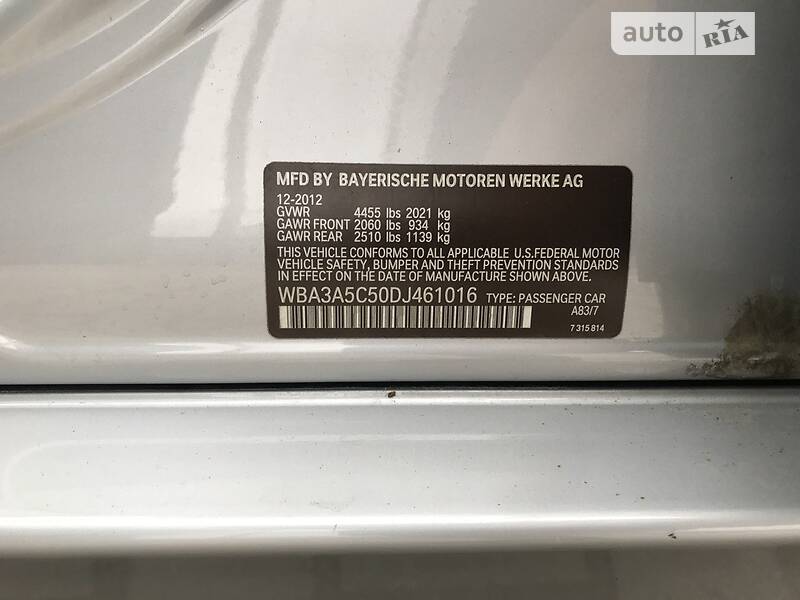 auto RIA
MFD BY BAYERISCHE MOTOREN WERKE AG
12-2012
GVWR 4455 lbs 2021 kg
GAWR FRONT 2060 lbs 934 kg
GAWR REAR 2510 lbs 1139 kg
THIS VEHICLE CONFORMS TO ALL APPLICABLE U.S.FEDERAL MOTOR
VEHICLE SAFETY, BUMPER AND THEFT PREVENTION STANDARDS
IN EFFECT ON THE DATE OF MANUFACTURE SHOWN ABOVE.
WBA3A5C50DJ461016 TYPE: PASSENGER CAR
A83/7
7 315 814